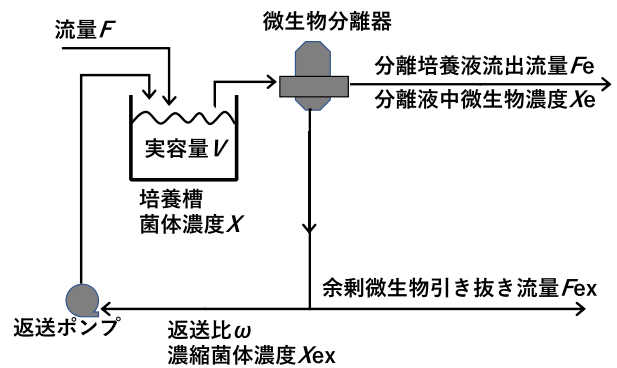 流量F
微生物分離器
分離培養液流出流量Fe
分離液中微生物濃度Xe
実容量V
培養槽
菌体濃度X
余剰微生物引き抜き流量Fex
返送ポンプ
返送比ω
濃縮菌体濃度Xex